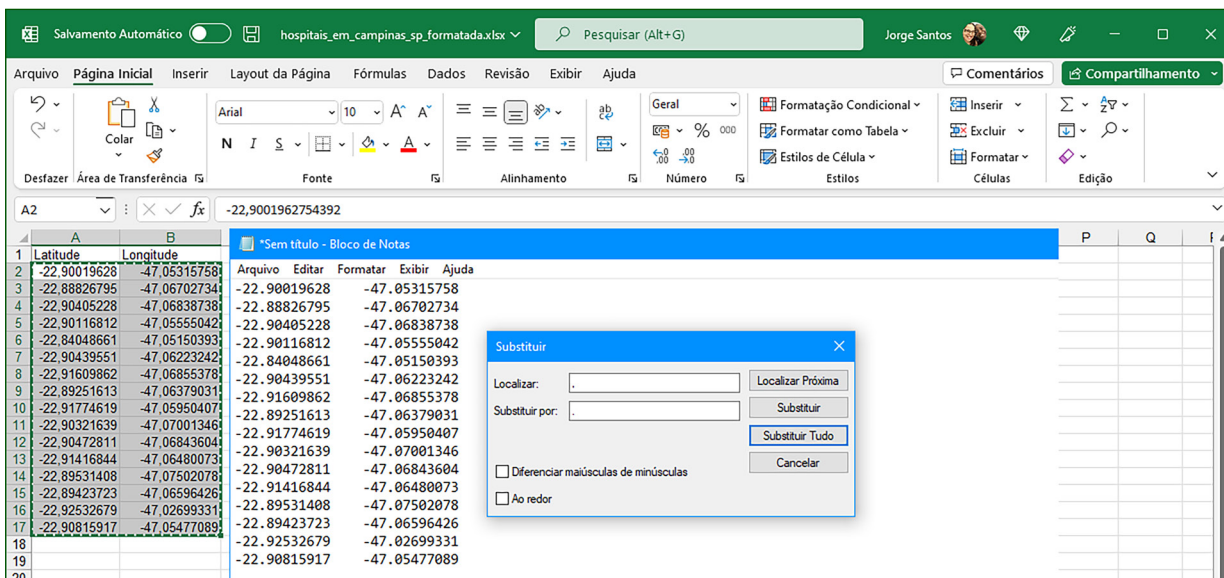 Salvamento Automático hospitais_em_campinas_sp_formatada.xlsx Pesquisar (Alt+G) Jorge Santos
Arquivo Página Inicial Inserir Layout da Página Fórmulas Dados Revisão Exibir Ajuda Comentários Compartilhamento
Colar Arial 10 A A ab c Geral Formatação Condicional Inserir
N I S A % 000 Formatar como Tabela Excluir
Estilos de Célula Formatar
Desfazer Área de Transferência Fonte Alinhamento Número Estilos Células Edição
A2 fx -22,9001962754392
A B P Q
1 Latitude Longitude
2 -22,90019628 -47,05315758
3 -22,88826795 -47,06702734
4 -22,90405228 -47,06838738
5 -22,90116812 -47,05555042
6 -22,84048661 -47,05150393
7 -22,90439551 -47,06223242
8 -22,91609862 -47,06855378
9 -22,89251613 -47,06379031
10 -22,91774619 -47,05950407
11 -22,90321639 -47,07001346
12 -22,90472811 -47,06843604
13 -22,91416844 -47,06480073
14 -22,89531408 -47,07502078
15 -22,89423723 -47,06596426
16 -22,92532679 -47,02699331
17 -22,90815917 -47,05477089
18
19
20
*Sem título - Bloco de Notas
Arquivo Editar Formatar Exibir Ajuda
-22.90019628 -47.05315758
-22.88826795 -47.06702734
-22.90405228 -47.06838738
-22.90116812 -47.05555042
-22.84048661 -47.05150393
-22.90439551 -47.06223242
-22.91609862 -47.06855378
-22.89251613 -47.06379031
-22.91774619 -47.05950407
-22.90321639 -47.07001346
-22.90472811 -47.06843604
-22.91416844 -47.06480073
-22.89531408 -47.07502078
-22.89423723 -47.06596426
-22.92532679 -47.02699331
-22.90815917 -47.05477089
Substituir
Localizar: , Localizar Próxima
Substituir por: . Substituir
Substituir Tudo
Cancelar
Diferenciar maiúsculas de minúsculas
Ao redor